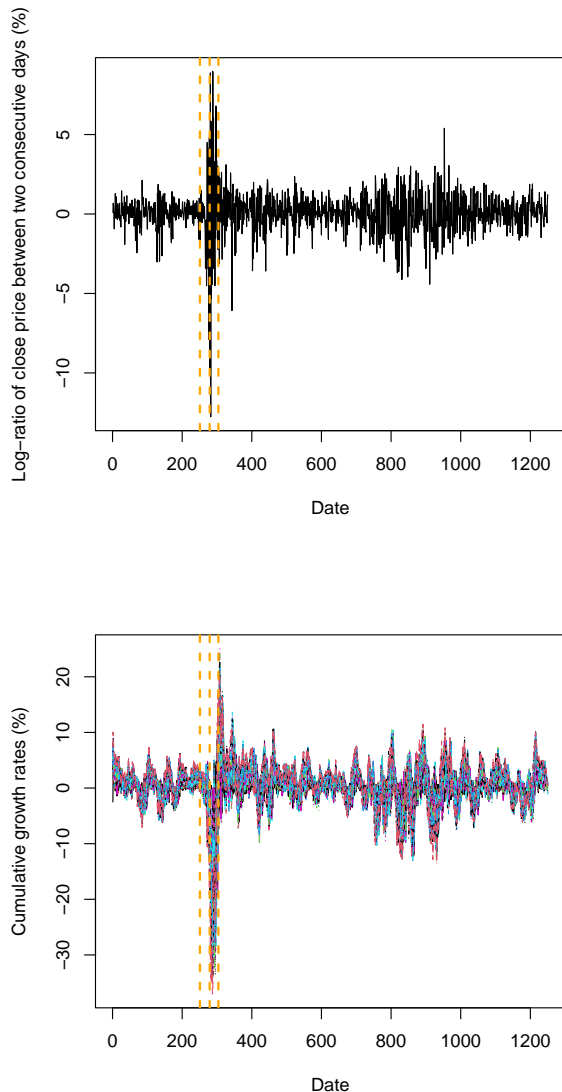 Log−ratio of close price between two consecutive days (%)
5
0
−5
−10
0 200 400 600 800 1000 1200
Date
Cumulative growth rates (%)
20
10
0
−10
−20
−30
0 200 400 600 800 1000 1200
Date